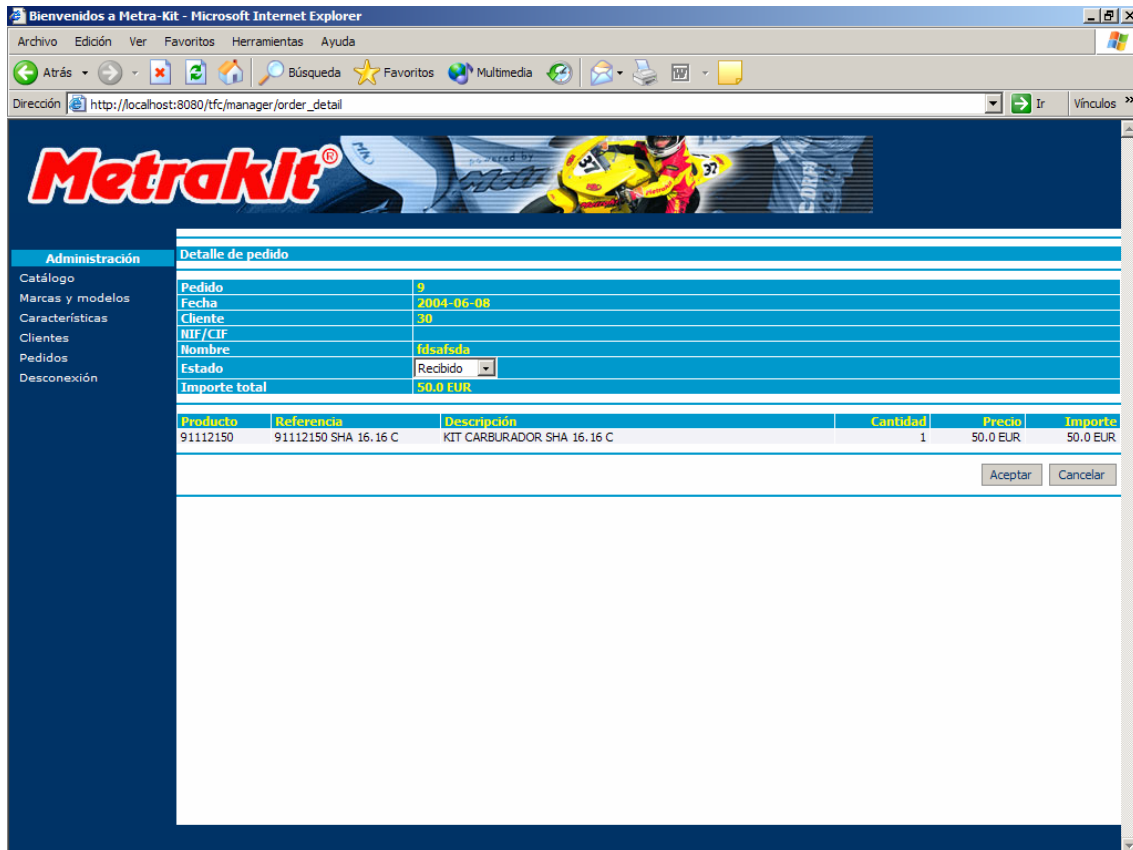 Bienvenidos a Metra-Kit - Microsoft Internet Explorer
Archivo Edición Ver Favoritos Herramientas Ayuda
Atrás Búsqueda Favoritos Multimedia
Dirección http://localhost:8080/tfc/manager/order_detail Ir Vínculos »
Metrakit®
powered by
37
37
Administración
Catálogo
Marcas y modelos
Características
Clientes
Pedidos
Desconexión
Detalle de pedido
Pedido 9
Fecha 2004-06-08
Cliente 30
NIF/CIF
Nombre fdsafsda
Estado Recibido
Importe total 50.0 EUR
Producto Referencia Descripción Cantidad Precio Importe
91112150 91112150 SHA 16.16 C KIT CARBURADOR SHA 16.16 C 1 50.0 EUR 50.0 EUR
Aceptar Cancelar